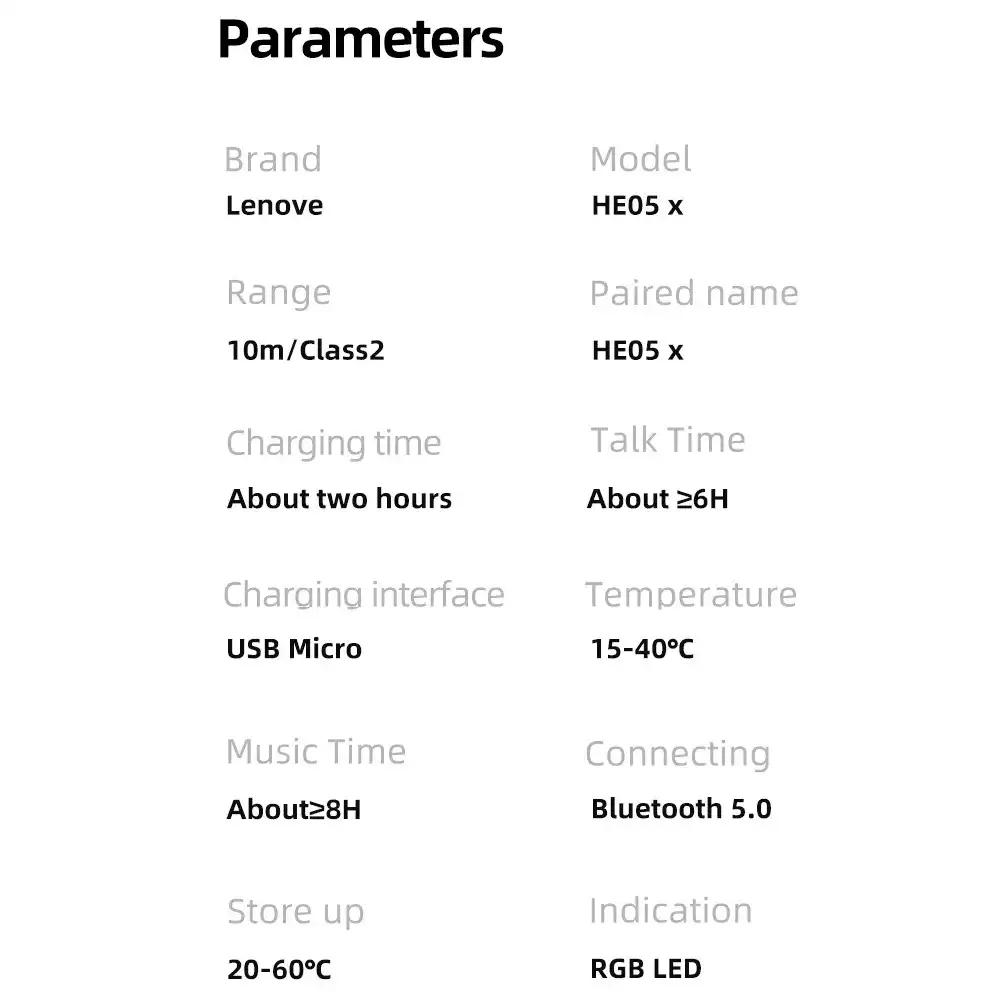 Parameters
Brand
Model
Lenove
HE05 x
Range
Paired name
10m/Class2
HE05 x
Charging time
Talk Time
About two hours
About ≥6H
Charging interface
Temperature
USB Micro
15-40℃
Music Time
Connecting
About≥8H
Bluetooth 5.0
Store up
Indication
20-60℃
RGB LED